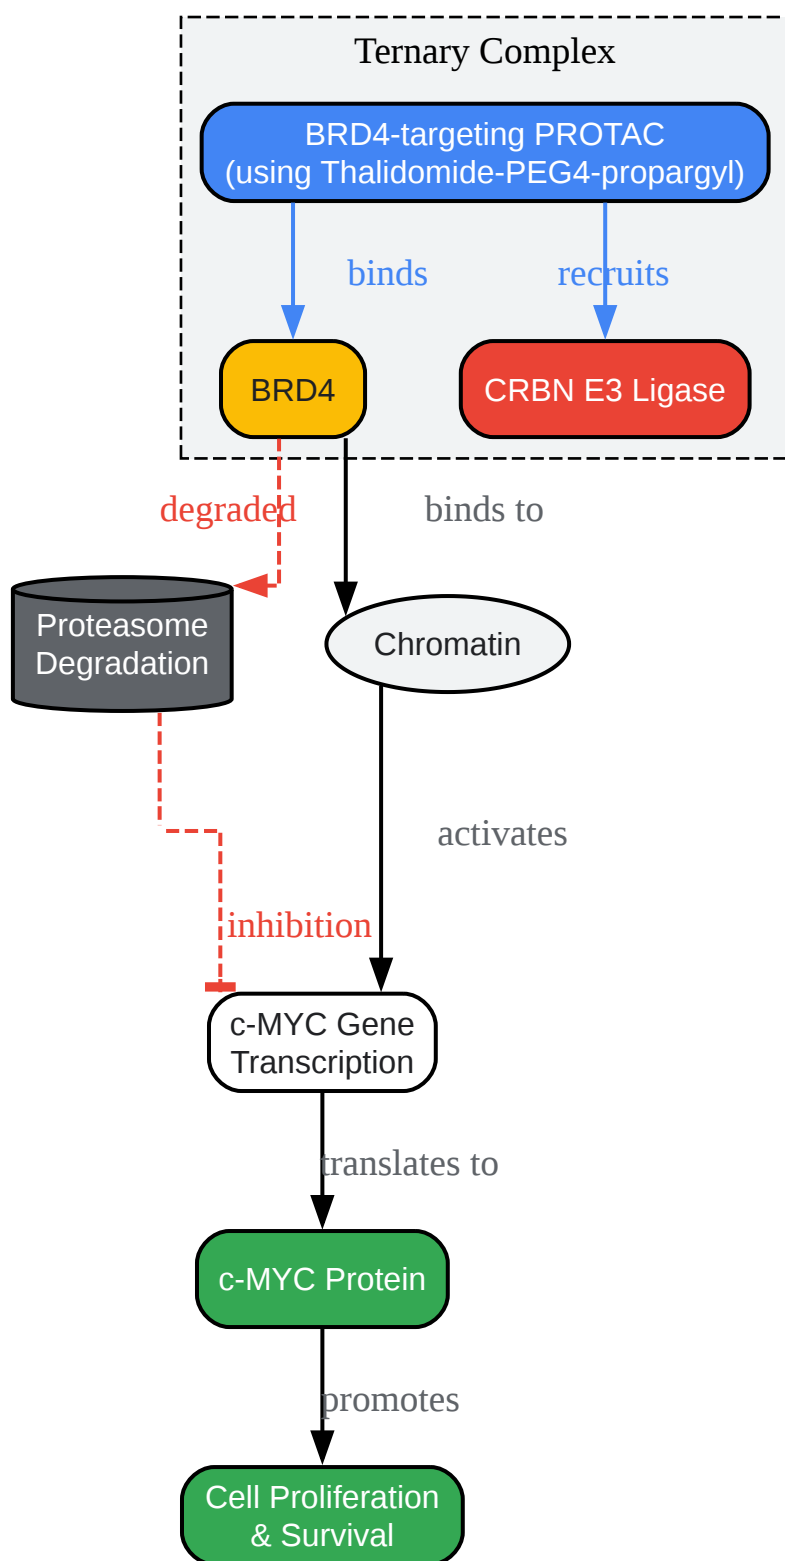 Ternary Complex
BRD4-targeting PROTAC
(using Thalidomide-PEG4-propargyl)
binds
recruits
BRD4
CRBN E3 Ligase
degraded
binds to
Proteasome
Degradation
Chromatin
activates
inhibition
c-MYC Gene
Transcription
translates to
c-MYC Protein
promotes
Cell Proliferation
& Survival